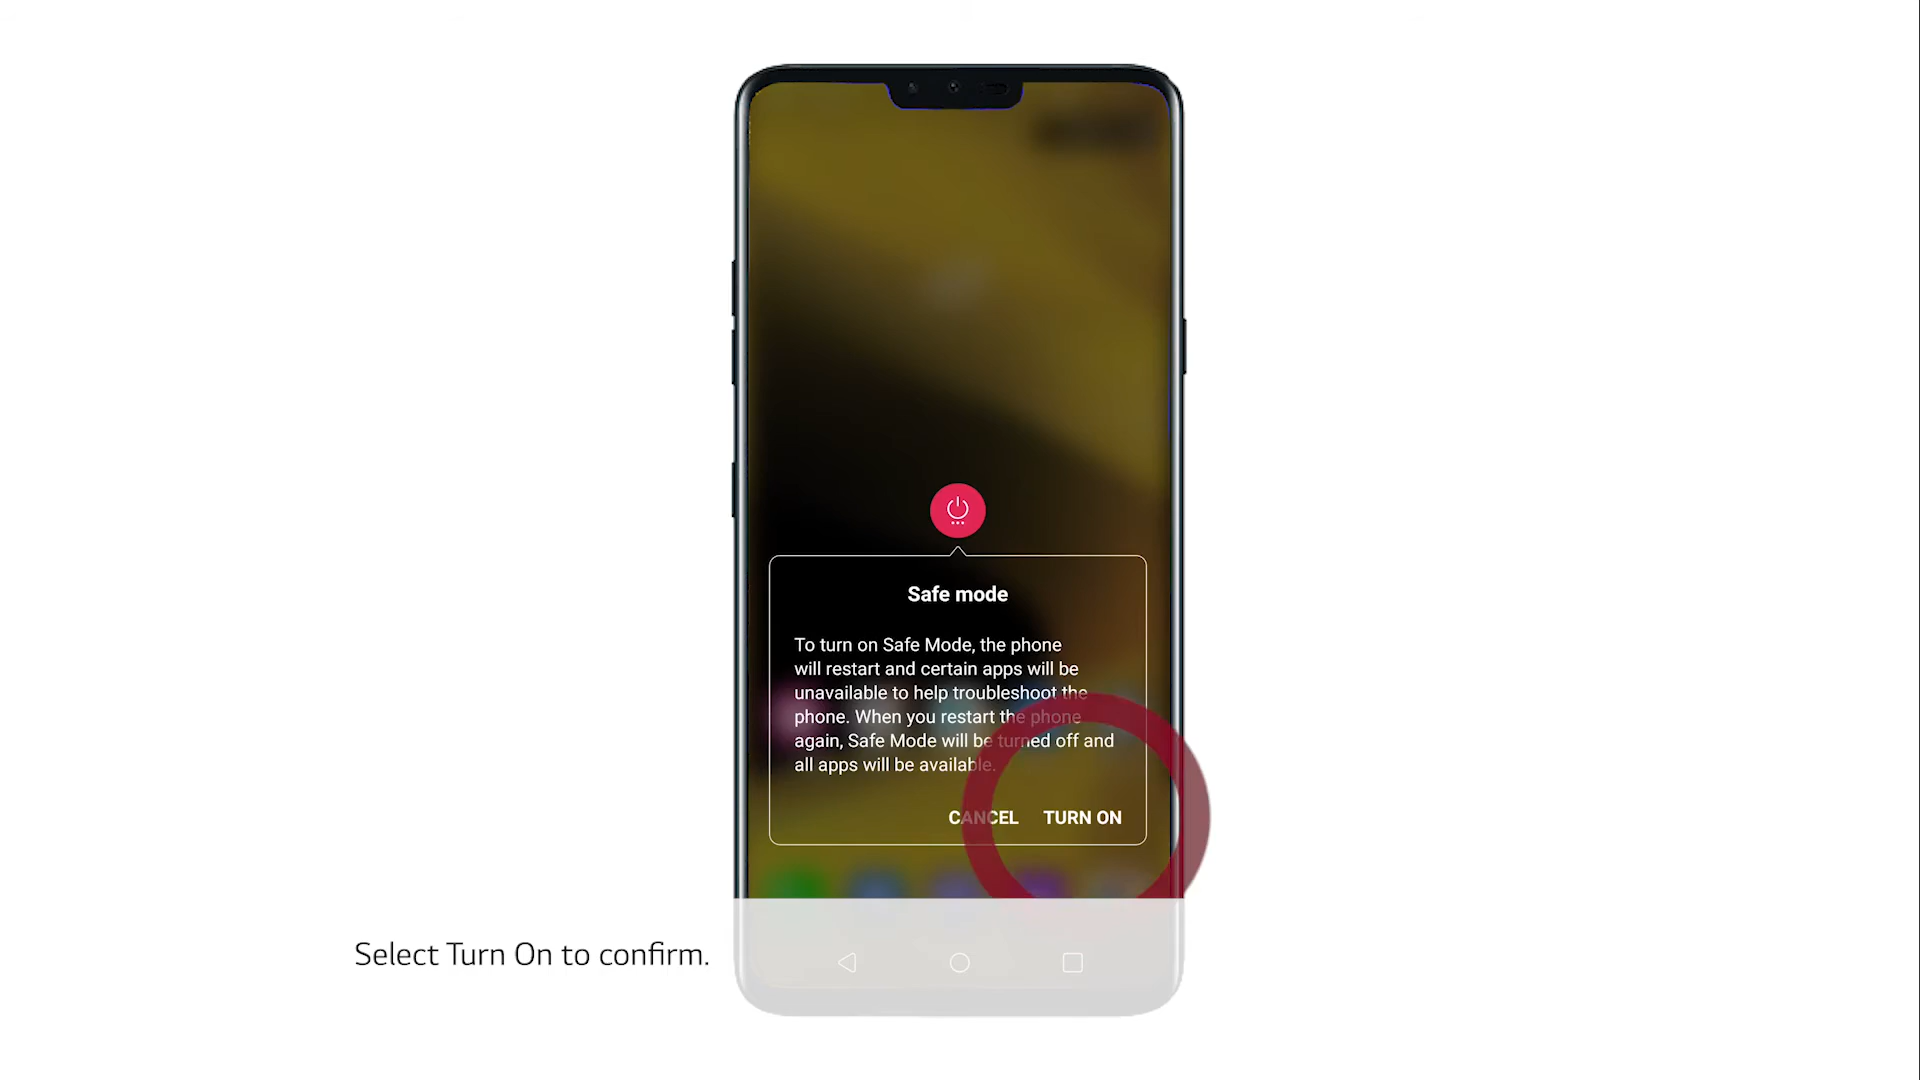 Safe mode
To turn on Safe Mode, the phone
will restart and certain apps will be
unavailable to help troubleshoot the
phone. When you restart the phone
again, Safe Mode will be turned off and
all apps will be available.
CANCEL TURN ON
Select Turn On to confirm.